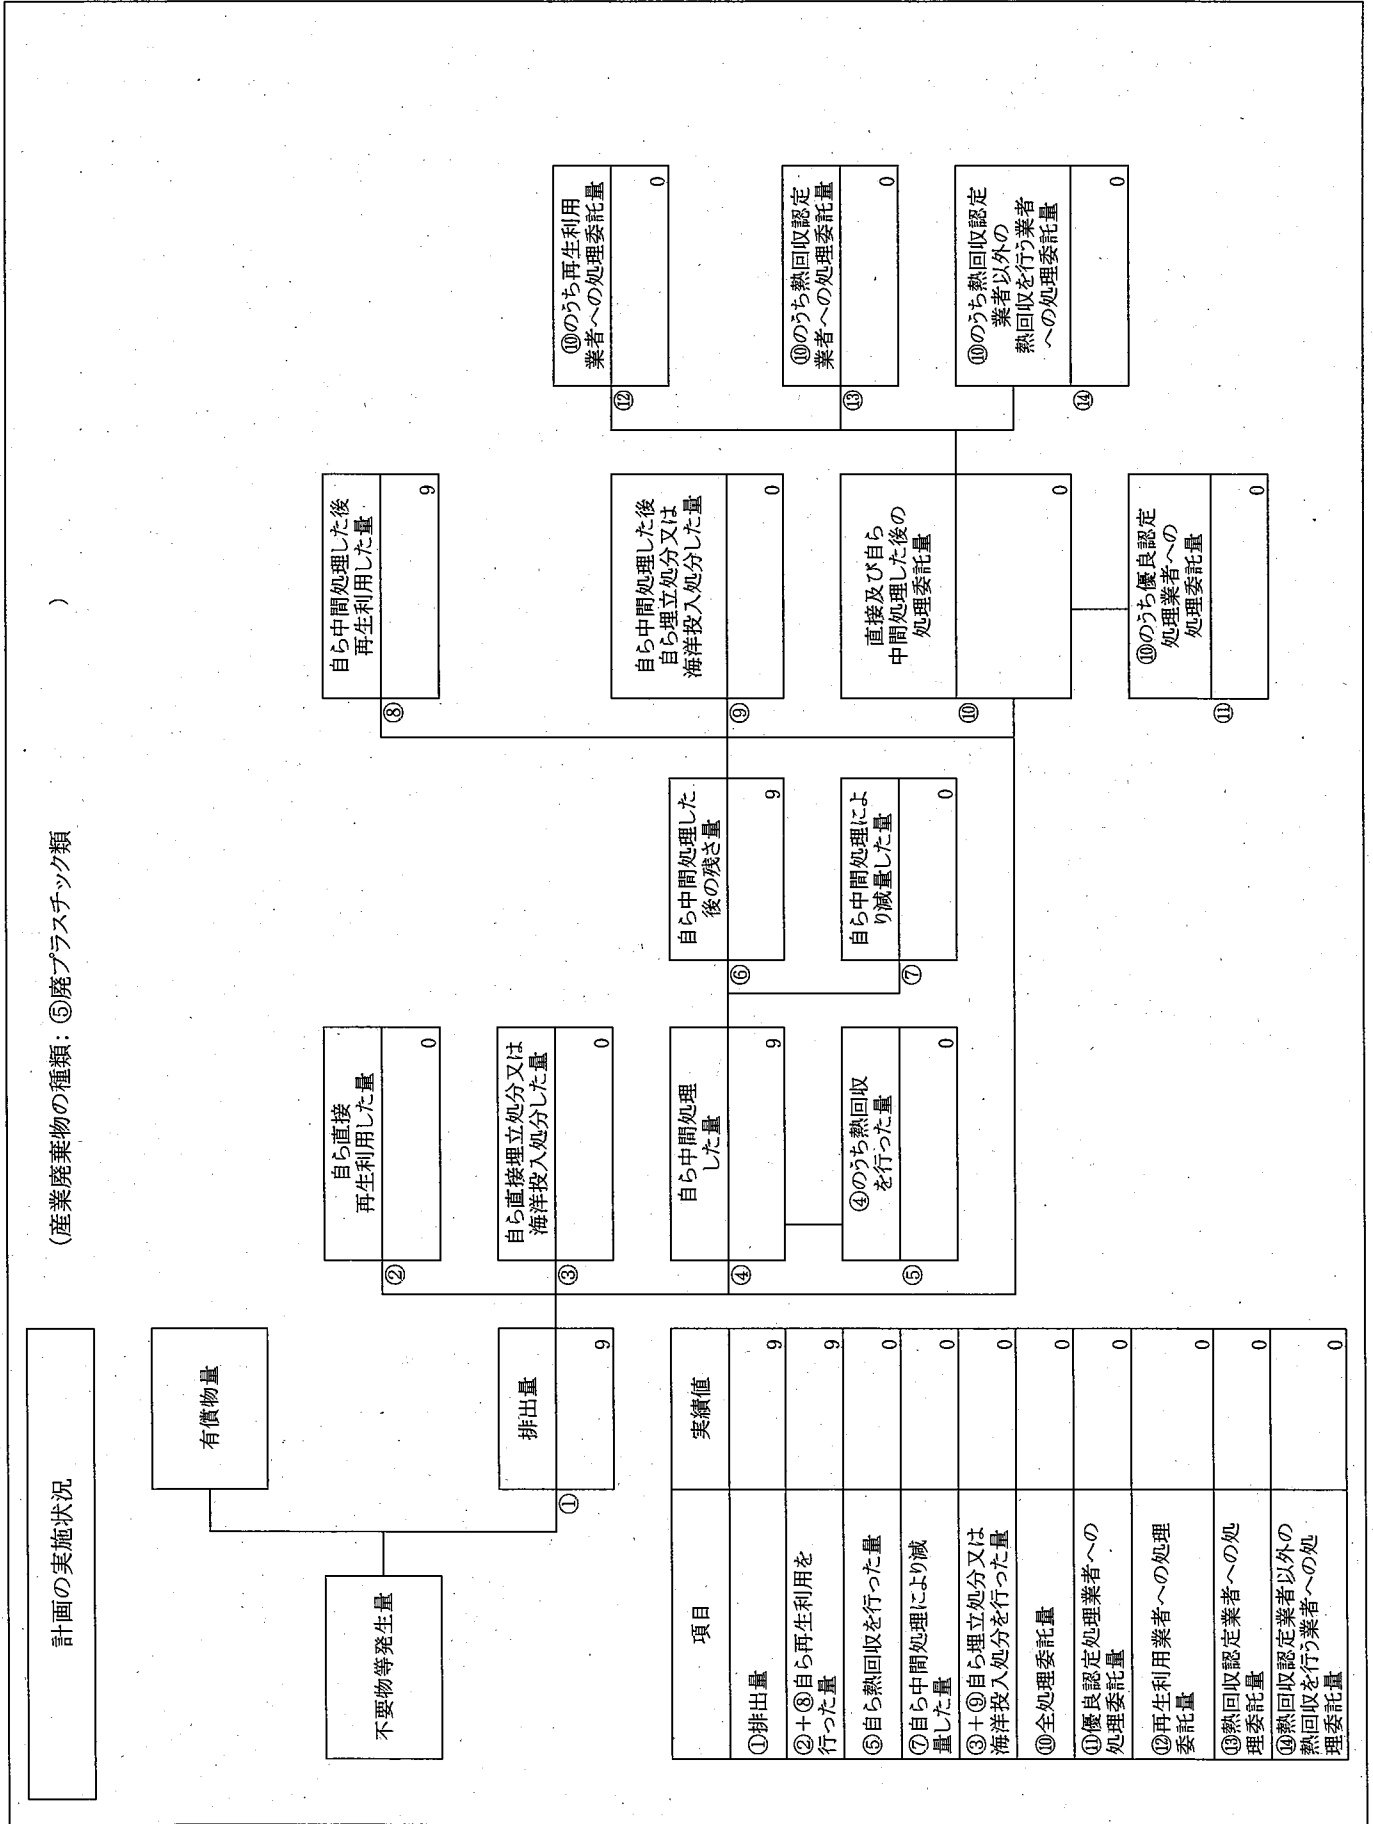 計画の実施状況
(産業廃棄物の種類：⑤廃プラスチック類
)
不要物等発生量
有償物量
①
排出量
9
②
自ら直接
再生利用した量
0
③
自ら直接埋立処分又は
海洋投入処分した量
0
④
自ら中間処理
した量
9
⑤
④のうち熱回収
を行った量
0
⑥
自ら中間処理した
後の残さ量
9
⑦
自ら中間処理によ
り減量した量
0
⑧
自ら中間処理した後
再生利用した量
9
⑨
自ら中間処理した後
自ら埋立処分又は
海洋投入処分した量
0
⑩
直接及び自ら
中間処理した後の
処理委託量
0
⑪
⑩のうち優良認定
処理業者への
処理委託量
0
⑫
⑩のうち再生利用
業者への処理委託量
0
⑬
⑩のうち熱回収認定
業者への処理委託量
0
⑭
⑩のうち熱回収認定
業者以外の
熱回収を行う業者
への処理委託量
0
項目
実績値
①排出量
9
②＋⑧自ら再生利用を
行った量
9
⑤自ら熱回収を行った量
0
⑦自ら中間処理により減
量した量
0
③＋⑨自ら埋立処分又は
海洋投入処分を行った量
0
⑩全処理委託量
0
⑪優良認定処理業者への
処理委託量
0
⑫再生利用業者への処理
委託量
0
⑬熱回収認定業者への処
理委託量
0
⑭熱回収認定業者以外の
熱回収を行う業者への処
理委託量
0